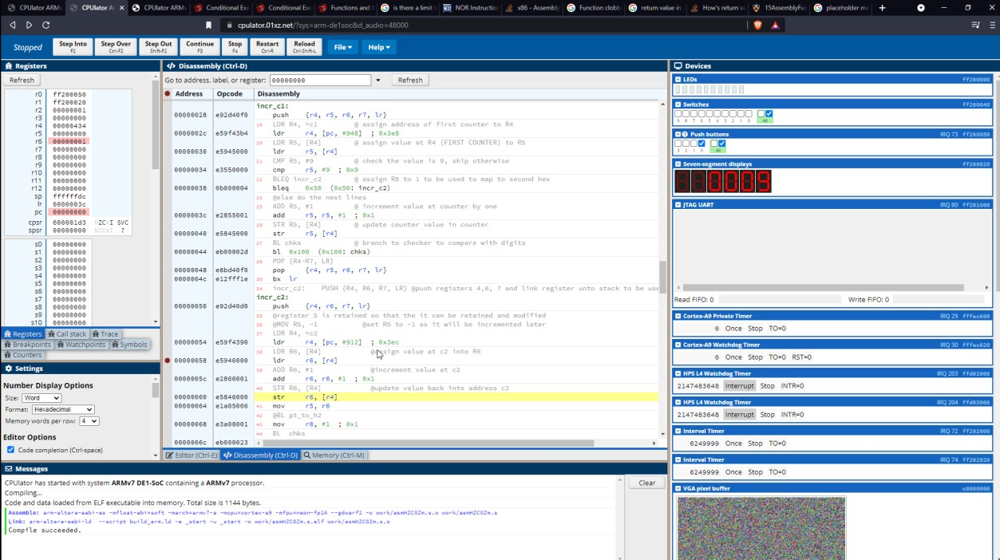 CPUlator ARMv
CPUlator AR
CPUlator ARMv
Conditional Exe
Conditional Exe
Functions and
is there a limit
NOR Instructio
x86 - Assembly
Function clobb
return value in
How's return v
15AssemblyFun
placeholder me
cpulator.01xz.net/?sys=arm-de1soc&d_audio=48000
Stopped
Step Into F2
Step Over Ctrl-F2
Step Out Shift-F2
Continue F3
Stop F4
Restart Ctrl-R
Reload Ctrl-Shift-L
File
Help
Registers
Refresh
r0 ff200050
r1 ff200020
r2 00000001
r3 00000000
r4 00000434
r5 00000009
r6 00000001
r7 00000000
r8 00000000
r9 00000000
r10 00000000
r11 00000000
r12 00000000
sp ffffffdc
lr 0000003c
pc 00000060
cpsr 600001d3 NZCVI SVC
spsr 00000000 NZCVI ?
s0 00000000
s1 00000000
s2 00000000
s3 00000000
s4 00000000
s5 00000000
s6 00000000
s7 00000000
s8 00000000
s9 00000000
s10 00000000
Registers Call stack Trace
Breakpoints Watchpoints Symbols
Counters
Settings
Number Display Options
Size: Word
Format: Hexadecimal
Memory words per row: 4
Editor Options
Code completion (Ctrl-space)
Disassembly (Ctrl-D)
Go to address, label, or register: 00000000 Refresh
Address Opcode Disassembly
incr_c1:
00000028 e92d40f0 push {r4, r5, r6, r7, lr}
LDR R4, =c1 @ assign address of first counter to R4
0000002c e59f43b4 ldr r4, [pc, #948] ; 0x3e8
20 LDR R5, [R4] @ assign value at R4 (FIRST COUNTER) to R5
00000030 e5945000 ldr r5, [r4]
21 CMP R5, #9 @ check the value is 9, skip otherwise
00000034 e3550009 cmp r5, #9 ; 0x9
22 BLEQ incr_c2 @ assign R8 to 1 to be used to map to second hex
00000038 0b000004 bleq 0x50 (0x50: incr_c2)
@else do the next lines
ADD R5, #1 @ increment value at counter by one
0000003c e2855001 add r5, r5, #1 ; 0x1
26 STR R5, [R4] @ update counter value in counter
00000040 e5845000 str r5, [r4]
27 BL chks @ branch to checker to compare with digits
00000044 eb00002d bl 0x100 (0x100: chks)
POP {R4-R7, LR}
00000048 e8bd40f0 pop {r4, r5, r6, r7, lr}
0000004c e12fff1e 30 bx lr
34 incr_c2: PUSH {R4, R6, R7, LR} @push registers 4,6, 7 and link register unto stack to be use
incr_c2:
00000050 e92d40d0 push {r4, r6, r7, lr}
35 @register 5 is retained so that the it can be retained and modified
36 @MOV R5, -1 @set R5 to -1 as it will be incremented later
37 LDR R4, =c2
00000054 e59f4390 ldr r4, [pc, #912] ; 0x3ec
38 LDR R6, [R4] @assign value at c2 into R6
00000058 e5946000 ldr r6, [r4]
39 ADD R6, #1 @increment value at c2
0000005c e2866001 add r6, r6, #1 ; 0x1
40 STR R6, [R4] @update value back into address c2
00000060 e5846000 str r6, [r4]
00000064 e1a05006 41 mov r5, r6
42 @BL pt_to_h2
00000068 e3a08001 43 mov r8, #1 ; 0x1
44 BL chks
0000006c eb000023
Editor (Ctrl-E) Disassembly (Ctrl-D) Memory (Ctrl-M)
Messages
Clear
CPUlator has started with system ARMv7 DE1-SoC containing a ARMv7 processor.
Compiling...
Code and data loaded from ELF executable into memory. Total size is 1144 bytes.
Assemble: arm-altera-eabi-as -mfloat-abi=soft -march=armv7-a -mcpu=cortex-a9 -mfpu=neon-fp16 --gdwarf2 -o work/asmHZC0Zm.s.o work/asmHZC0Zm.s
Link: arm-altera-eabi-ld --script build_arm.ld -e _start -u _start -o work/asmHZC0Zm.s.elf work/asmHZC0Zm.s.o
Compile succeeded.
Devices
LEDs ff200000
Switches ff200040
9 8 7 6 5 4 3 2 1 0 All
Push buttons IRQ 73 ff200050
3 2 1 0 All
Seven-segment displays ff200020
0009
JTAG UART IRQ 80 ff201000
Read FIFO: 0 Write FIFO: 0
Cortex-A9 Private Timer IRQ 29 fffec600
0 Once Stop TO=0
Cortex-A9 Watchdog Timer IRQ 30 fffec620
0 Once Stop TO=0 RST=0
HPS L4 Watchdog Timer IRQ 203 ffd02000
2147483648 Interrupt Stop INTR=0
HPS L4 Watchdog Timer IRQ 204 ffd03000
2147483648 Interrupt Stop INTR=0
Interval Timer IRQ 72 ff202000
6249999 Once Stop TO=0
Interval Timer IRQ 74 ff202020
6249999 Once Stop TO=0
VGA pixel buffer c8000000